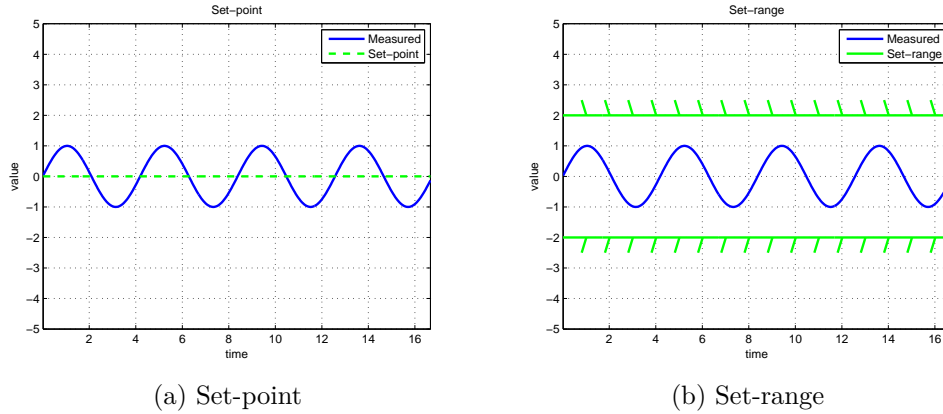 Set−point
5
4
3
2
1
0
−1
−2
−3
−4
−5
value
2 4 6 8 10 12 14 16
time
Measured
Set−point
(a) Set-point
Set−range
5
4
3
2
1
0
−1
−2
−3
−4
−5
value
2 4 6 8 10 12 14 16
time
Measured
Set−range
(b) Set-range